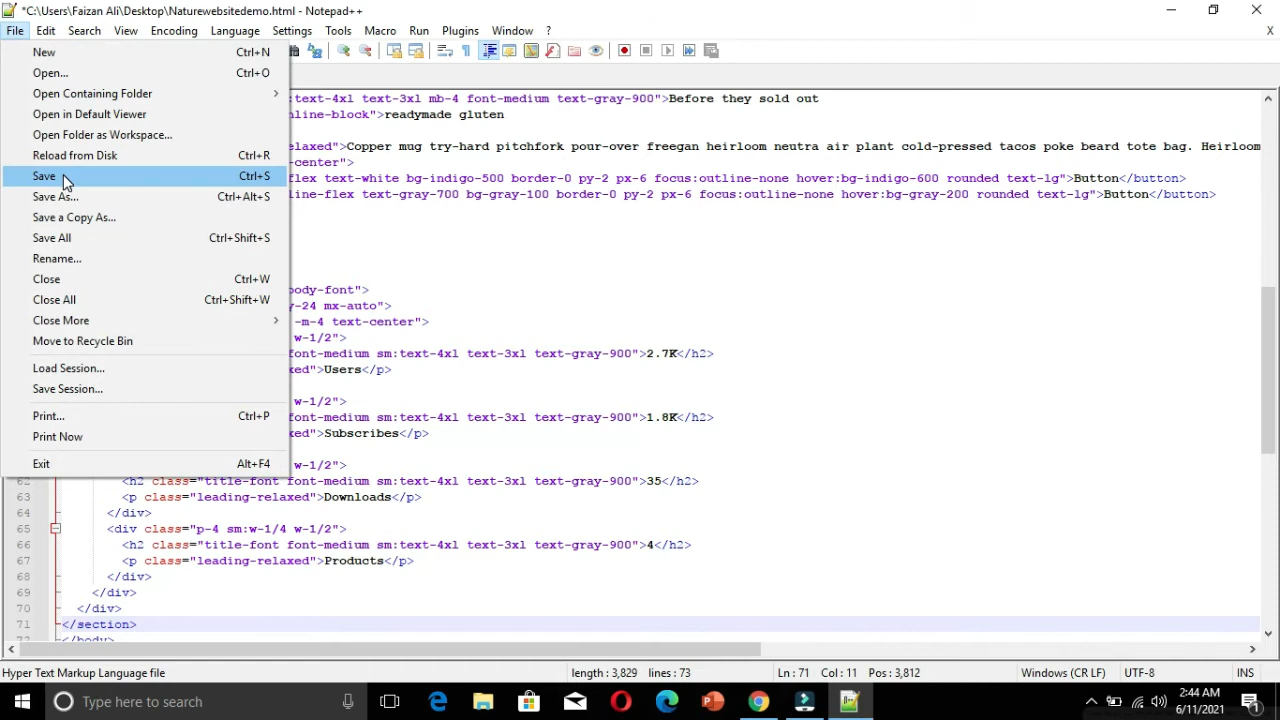 *C:\Users\Faizan Ali\Desktop\Naturewebsitedemo.html - Notepad++
File Edit Search View Encoding Language Settings Tools Macro Run Plugins Window ? X
New Ctrl+N
Open... Ctrl+O
Open Containing Folder
Open in Default Viewer
Open Folder as Workspace...
Reload from Disk Ctrl+R
Save Ctrl+S
Save As... Ctrl+Alt+S
Save a Copy As...
Save All Ctrl+Shift+S
Rename...
Close Ctrl+W
Close All Ctrl+Shift+W
Close More
Move to Recycle Bin
Load Session...
Save Session...
Print... Ctrl+P
Print Now
Exit Alt+F4
:text-4xl text-3xl mb-4 font-medium text-gray-900">Before they sold out
nline-block">readymade gluten
laxed">Copper mug try-hard pitchfork pour-over freegan heirloom neutra air plant cold-pressed tacos poke beard tote bag. Heirloom
-center">
flex text-white bg-indigo-500 border-0 py-2 px-6 focus:outline-none hover:bg-indigo-600 rounded text-lg">Button</button>
line-flex text-gray-700 bg-gray-100 border-0 py-2 px-6 focus:outline-none hover:bg-gray-200 rounded text-lg">Button</button>
body-font">
y-24 mx-auto">
-m-4 text-center">
w-1/2">
font-medium sm:text-4xl text-3xl text-gray-900">2.7K</h2>
xed">Users</p>
w-1/2">
font-medium sm:text-4xl text-3xl text-gray-900">1.8K</h2>
xed">Subscribes</p>
w-1/2">
62 <h2 class="title-font font-medium sm:text-4xl text-3xl text-gray-900">35</h2>
63 <p class="leading-relaxed">Downloads</p>
64 </div>
65 <div class="p-4 sm:w-1/4 w-1/2">
66 <h2 class="title-font font-medium sm:text-4xl text-3xl text-gray-900">4</h2>
67 <p class="leading-relaxed">Products</p>
68 </div>
69 </div>
70 </div>
71 </section>
72 </body>
Hyper Text Markup Language file length : 3,829 lines : 73 Ln : 71 Col : 11 Pos : 3,812 Windows (CR LF) UTF-8 INS
Type here to search
2:44 AM
6/11/2021
1